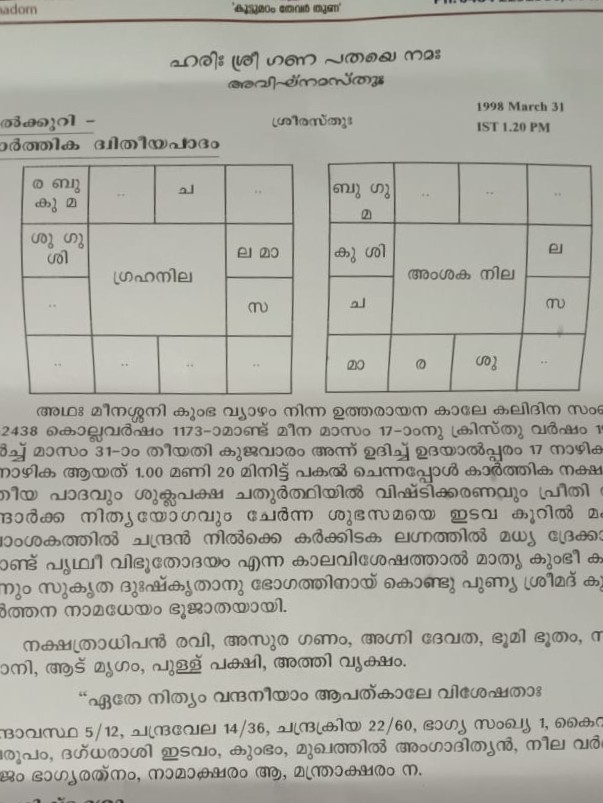 adom
'കൂട്ടുമഠം തേവർ തുണ'
ഹരിഃ ശ്രീ ഗണ പതയെ നമഃ
അവിഘ്നമസ്തുഃ
ൽക്കുറി –
ശ്രീരസ്തുഃ
1998 March 31
IST 1.20 PM
ാർത്തിക ദ്വിതീയപാദം
ര ബു
കു മ
..
ച
..
ശു ഗു
ശി
ഗ്രഹനില
ല മാ
..
സ
..
..
..
..
ബു ഗു
മ
..
..
..
കു ശി
അംശക നില
ല
ച
സ
മാ
ര
ശു
..
അഥഃ മീനശ്ശനി കുംഭ വ്യാഴം നിന്ന ഉത്തരായന കാലേ കലിദിന സം
2438 കൊല്ലവർഷം 1173-ാമാണ്ട് മീന മാസം 17-ാംനു ക്രിസ്തു വർഷം 1
ർച്ച് മാസം 31-ാം തീയതി കുജവാരം അന്ന് ഉദിച്ച് ഉദയാൽപ്പരം 17 നാഴിക
നാഴിക ആയത് 1.00 മണി 20 മിനിട്ട് പകൽ ചെന്നപ്പോൾ കാർത്തിക നക്ഷ
തീയ പാദവും ശുക്ലപക്ഷ ചതുർത്ഥിയിൽ വിഷ്ടിക്കരണവും പ്രീതി
ന്ദാർക്ക നിത്യയോഗവും ചേർന്ന ശുഭസമയെ ഇടവ കൂറിൽ മക
ാംശകത്തിൽ ചന്ദ്രൻ നിൽക്കെ കർക്കിടക ലഗ്നത്തിൽ മധ്യ ദ്രേക്കാ
ാണ്ട് പൃഥ്വീ വിഭൂതോദയം എന്ന കാലവിശേഷത്താൽ മാതൃ കുംഭീ ക
ന്നും സുകൃത ദുഃഷ്കൃതാനു ഭോഗത്തിനായ് കൊണ്ടു പുണ്യ ശ്രീമദ് കു
ർത്തന നാമധേയം ഭൂജാതയായി.
നക്ഷത്രാധിപൻ രവി, അസുര ഗണം, അഗ്നി ദേവത, ഭൂമി ഭൂതം,
ാനി, ആട് മൃഗം, പുള്ള് പക്ഷി, അത്തി വൃക്ഷം.
“ഏതേ നിത്യം വന്ദനീയാം ആപത്കാലേ വിശേഷതാഃ
ന്ദാവസ്ഥ 5/12, ചന്ദ്രവേല 14/36, ചന്ദ്രക്രിയ 22/60, ഭാഗ്യ സംഖ്യ 1, കൈവ
രൂപം, ദഗ്ധരാശി ഇടവം, കുംഭം, മുഖത്തിൽ അംഗാദിത്യൻ, നീല വർ
ജം ഭാഗ്യരത്നം, നാമാക്ഷരം ആ, മന്ത്രാക്ഷരം ന.